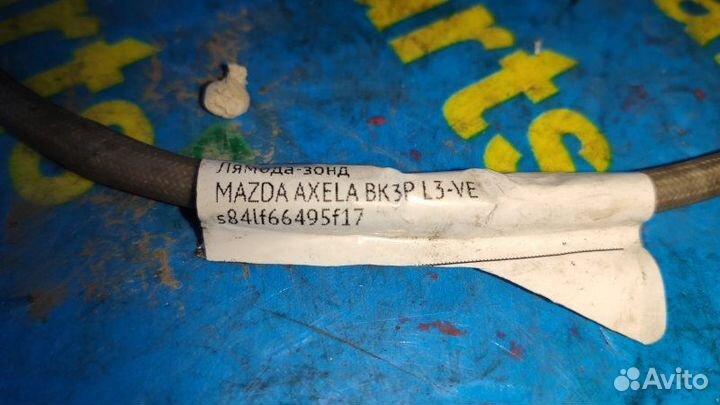 Лямбда-зонд
MAZDA AXELA BK3P L3-VE
s84lf66495f17
Avito